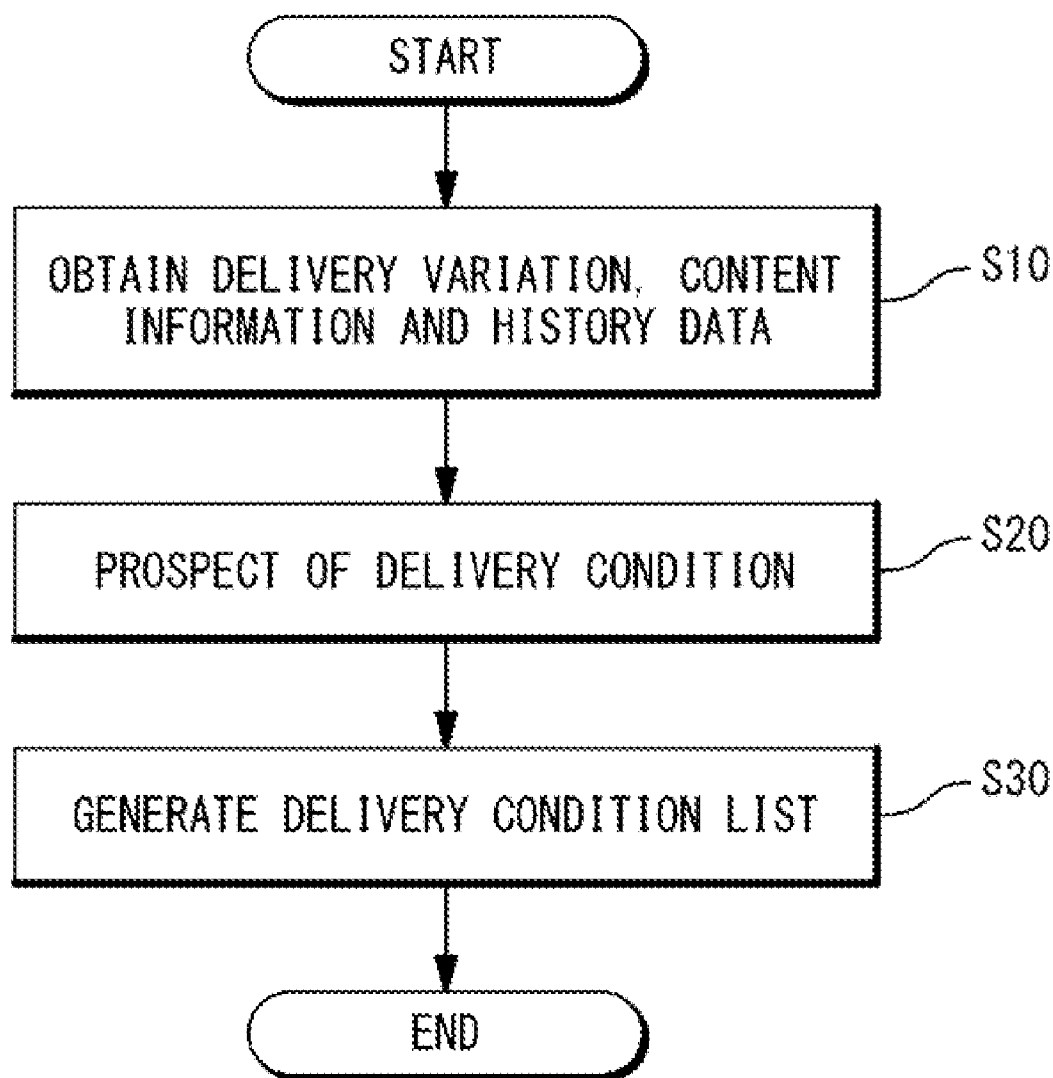 START
OBTAIN DELIVERY VARIATION, CONTENT
INFORMATION AND HISTORY DATA
S10
PROSPECT OF DELIVERY CONDITION
S20
GENERATE DELIVERY CONDITION LIST
S30
END